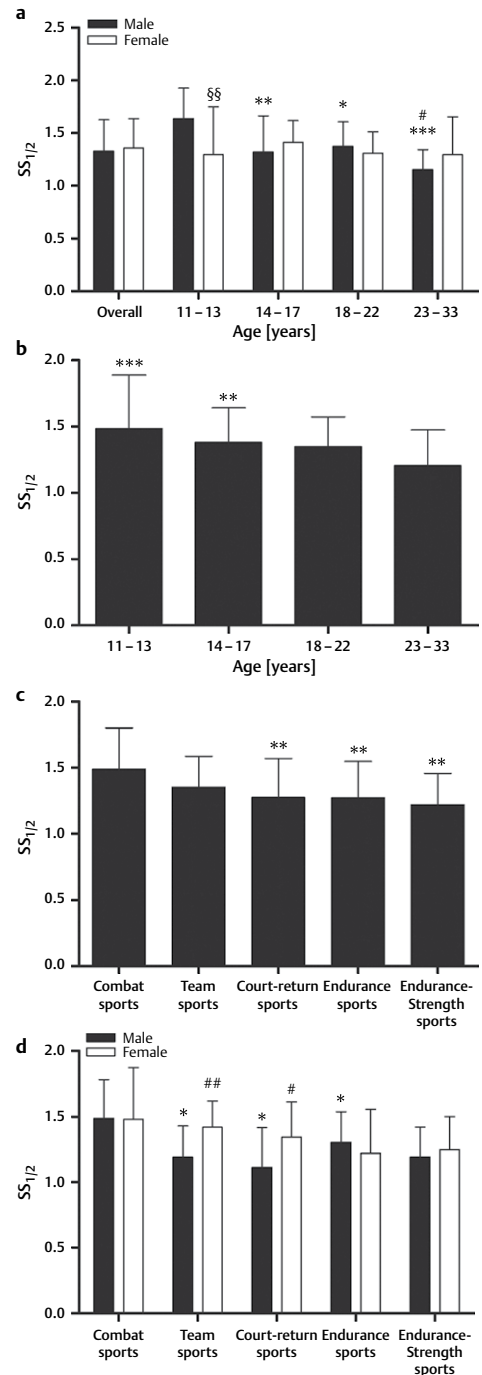 a
Male
Female
2.5
2.0
1.5
1.0
0.5
0.0
SS1/2
§§
**
*
#
***
Overall
11 – 13
14 – 17
18 – 22
23 – 33
Age [years]
b
2.0
1.5
1.0
0.5
0.0
SS1/2
***
**
11 – 13
14 – 17
18 – 22
23 – 33
Age [years]
c
2.0
1.5
1.0
0.5
0.0
SS1/2
**
**
**
Combat
sports
Team
sports
Court-return
sports
Endurance
sports
Endurance-
Strength
sports
d
Male
Female
2.0
1.5
1.0
0.5
0.0
SS1/2
*
##
*
#
*
Combat
sports
Team
sports
Court-return
sports
Endurance
sports
Endurance-
Strength
sports